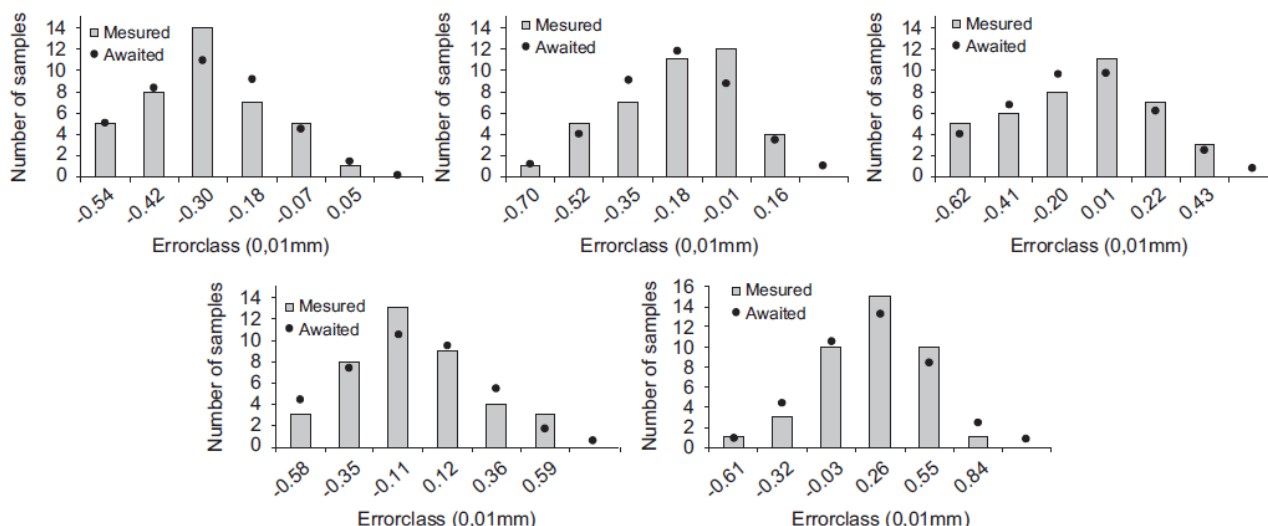 Number of samples
14
12
10
8
6
4
2
0
Mesured
Awaited
-0.54 -0.42 -0.30 -0.18 -0.07 0.05
Errorclass (0,01mm)
Number of samples
14
12
10
8
6
4
2
0
Mesured
Awaited
-0.70 -0.52 -0.35 -0.18 -0.01 0.16
Errorclass (0,01mm)
Number of samples
14
12
10
8
6
4
2
0
Mesured
Awaited
-0.62 -0.41 -0.20 0.01 0.22 0.43
Errorclass (0,01mm)
Number of samples
14
12
10
8
6
4
2
0
Mesured
Awaited
-0.58 -0.35 -0.11 0.12 0.36 0.59
Errorclass (0.01mm)
Number of samples
16
14
12
10
8
6
4
2
0
Mesured
Awaited
-0.61 -0.32 -0.03 0.26 0.55 0.84
Errorclass (0.01mm)